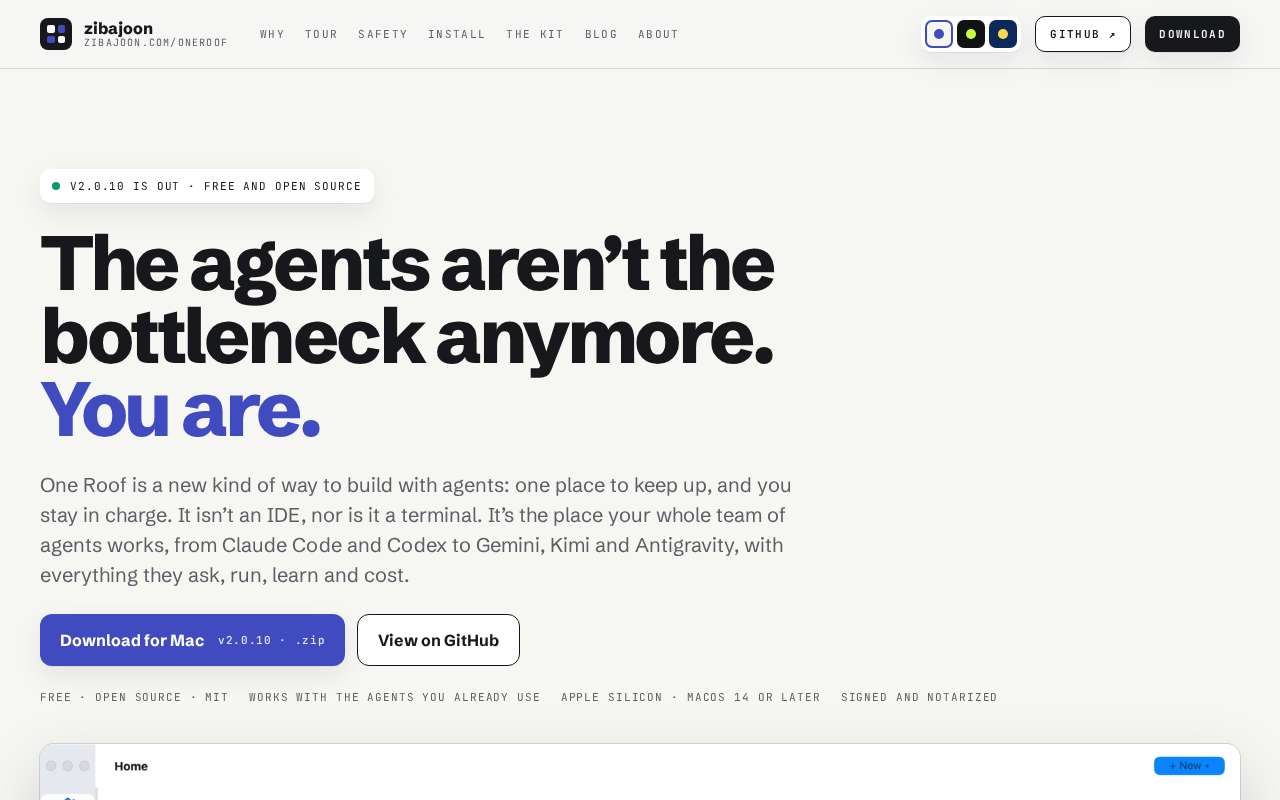 zibajoon
ZIBAJOON.COM/ONEROOF
WHY TOUR SAFETY INSTALL THE KIT BLOG ABOUT
GITHUB ↗
DOWNLOAD
V2.0.10 IS OUT · FREE AND OPEN SOURCE
The agents aren’t the
bottleneck anymore.
You are.
One Roof is a new kind of way to build with agents: one place to keep up, and you
stay in charge. It isn’t an IDE, nor is it a terminal. It’s the place your whole team of
agents works, from Claude Code and Codex to Gemini, Kimi and Antigravity, with
everything they ask, run, learn and cost.
Download for Mac v2.0.10 · .zip
View on GitHub
FREE · OPEN SOURCE · MIT WORKS WITH THE AGENTS YOU ALREADY USE APPLE SILICON · MACOS 14 OR LATER SIGNED AND NOTARIZED
Home
+ New